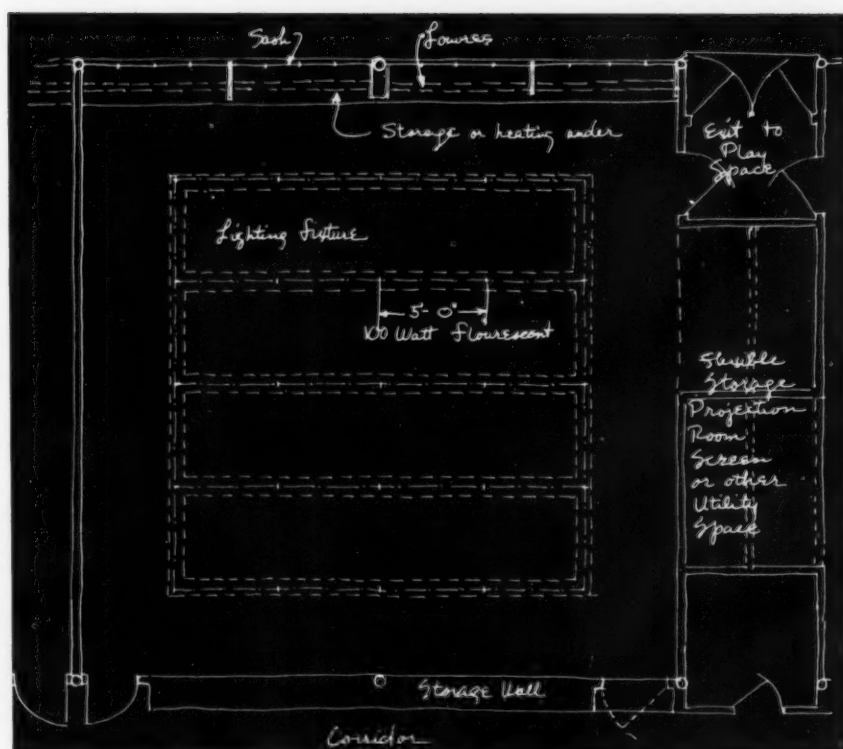 Sash
Louvres
Storage or heating under
Exit to
Play
Space
Lighting fixture
5'-0"
100 Watt flourescent
Flexible
Storage
Projection
Room
Screen
or other
Utility
Space
Storage Wall
Corridor